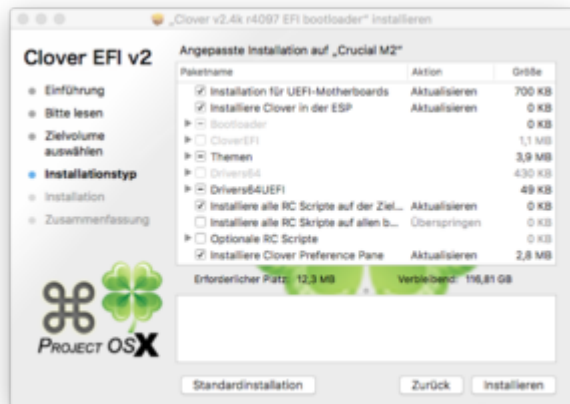 „Clover v2.4k r4097 EFI bootloader“ installieren
Clover EFI v2
Angepasste Installation auf „Crucial M2“
Paketname Aktion Größe
Einführung
Bitte lesen
Zielvolume
auswählen
Installationstyp
Installation
Zusammenfassung
Installation für UEFI-Motherboards Aktualisieren 700 KB
Installiere Clover in der ESP Aktualisieren 0 KB
Bootloader 0 KB
CloverEFI 1,1 MB
Themen 3,9 MB
Drivers64 430 KB
Drivers64UEFI 49 KB
Installiere alle RC Scripte auf der Ziel... Aktualisieren 0 KB
Installiere alle RC Skripte auf allen b... Überspringen 0 KB
Optionale RC Scripte 0 KB
Installiere Clover Preference Pane Aktualisieren 2,8 MB
Erforderlicher Platz: 12,3 MB Verbleibend: 116,81 GB
PROJECT OSX
Standardinstallation Zurück Installieren